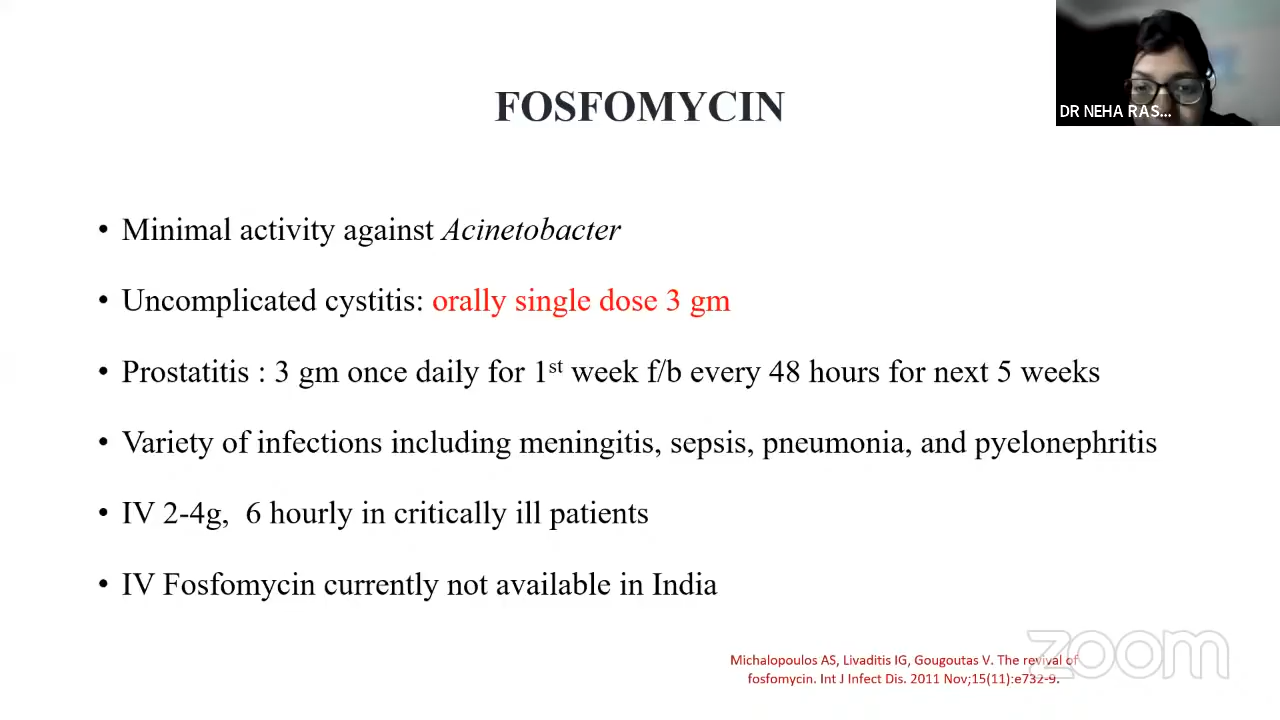 FOSFOMYCIN
DR NEHA RAS...
• Minimal activity against Acinetobacter
• Uncomplicated cystitis: orally single dose 3 gm
• Prostatitis : 3 gm once daily for 1st week f/b every 48 hours for next 5 weeks
• Variety of infections including meningitis, sepsis, pneumonia, and pyelonephritis
• IV 2-4g,  6 hourly in critically ill patients
• IV Fosfomycin currently not available in India
Michalopoulos AS, Livaditis IG, Gougoutas V. The revival of
fosfomycin. Int J Infect Dis. 2011 Nov;15(11):e732-9.
zoom